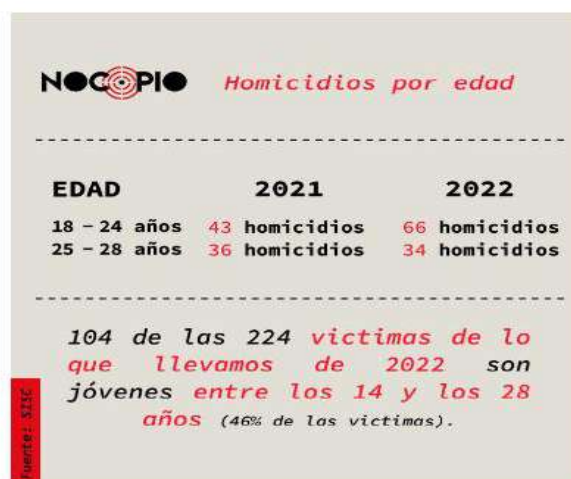 NOCOPIO
Homicidios por edad
EDAD 2021 2022
18 – 24 años 43 homicidios 66 homicidios
25 – 28 años 36 homicidios 34 homicidios
104 de las 224 victimas de lo
que llevamos de 2022 son
jóvenes entre los 14 y los 28
años (46% de las victimas).
Fuente: SISC